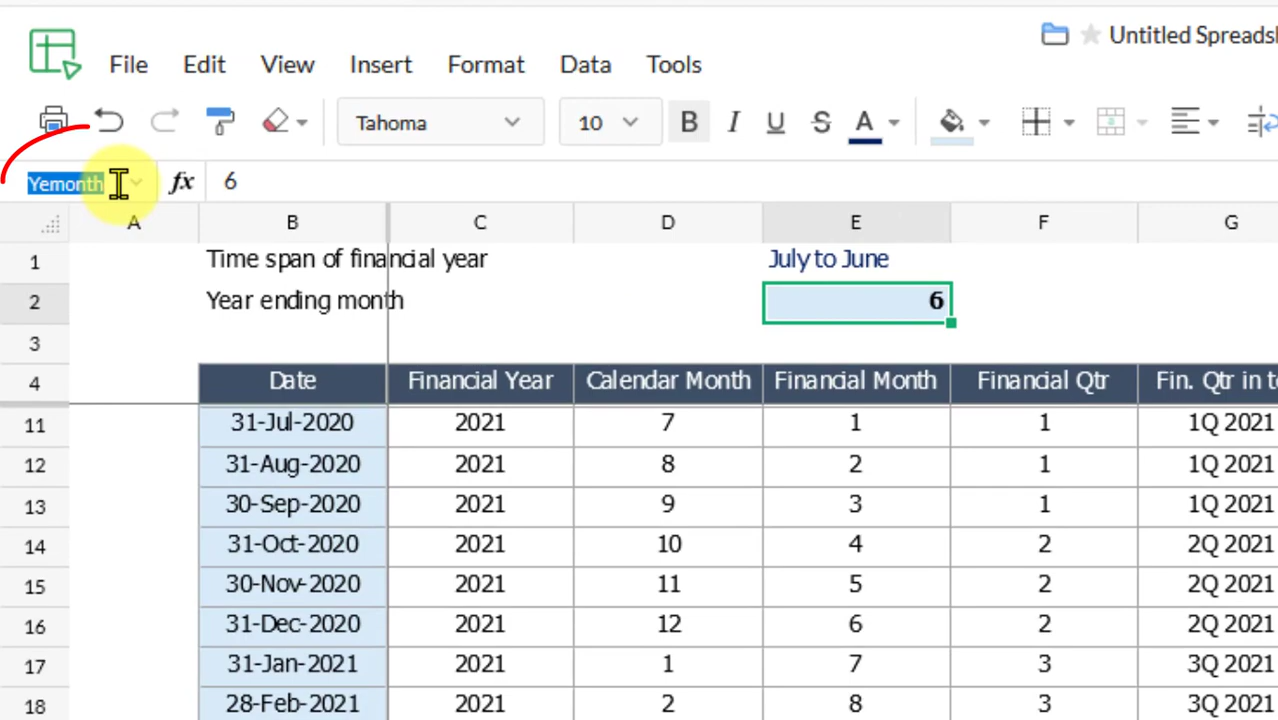 Untitled Spreads
File Edit View Insert Format Data Tools
Tahoma 10 B I U S A
Yemonth fx 6
A B C D E F G
1 Time span of financial year July to June
2 Year ending month 6
3
4 Date Financial Year Calendar Month Financial Month Financial Qtr Fin. Qtr in t
11 31-Jul-2020 2021 7 1 1 1Q 2021
12 31-Aug-2020 2021 8 2 1 1Q 2021
13 30-Sep-2020 2021 9 3 1 1Q 2021
14 31-Oct-2020 2021 10 4 2 2Q 2021
15 30-Nov-2020 2021 11 5 2 2Q 2021
16 31-Dec-2020 2021 12 6 2 2Q 2021
17 31-Jan-2021 2021 1 7 3 3Q 2021
18 28-Feb-2021 2021 2 8 3 3Q 2021